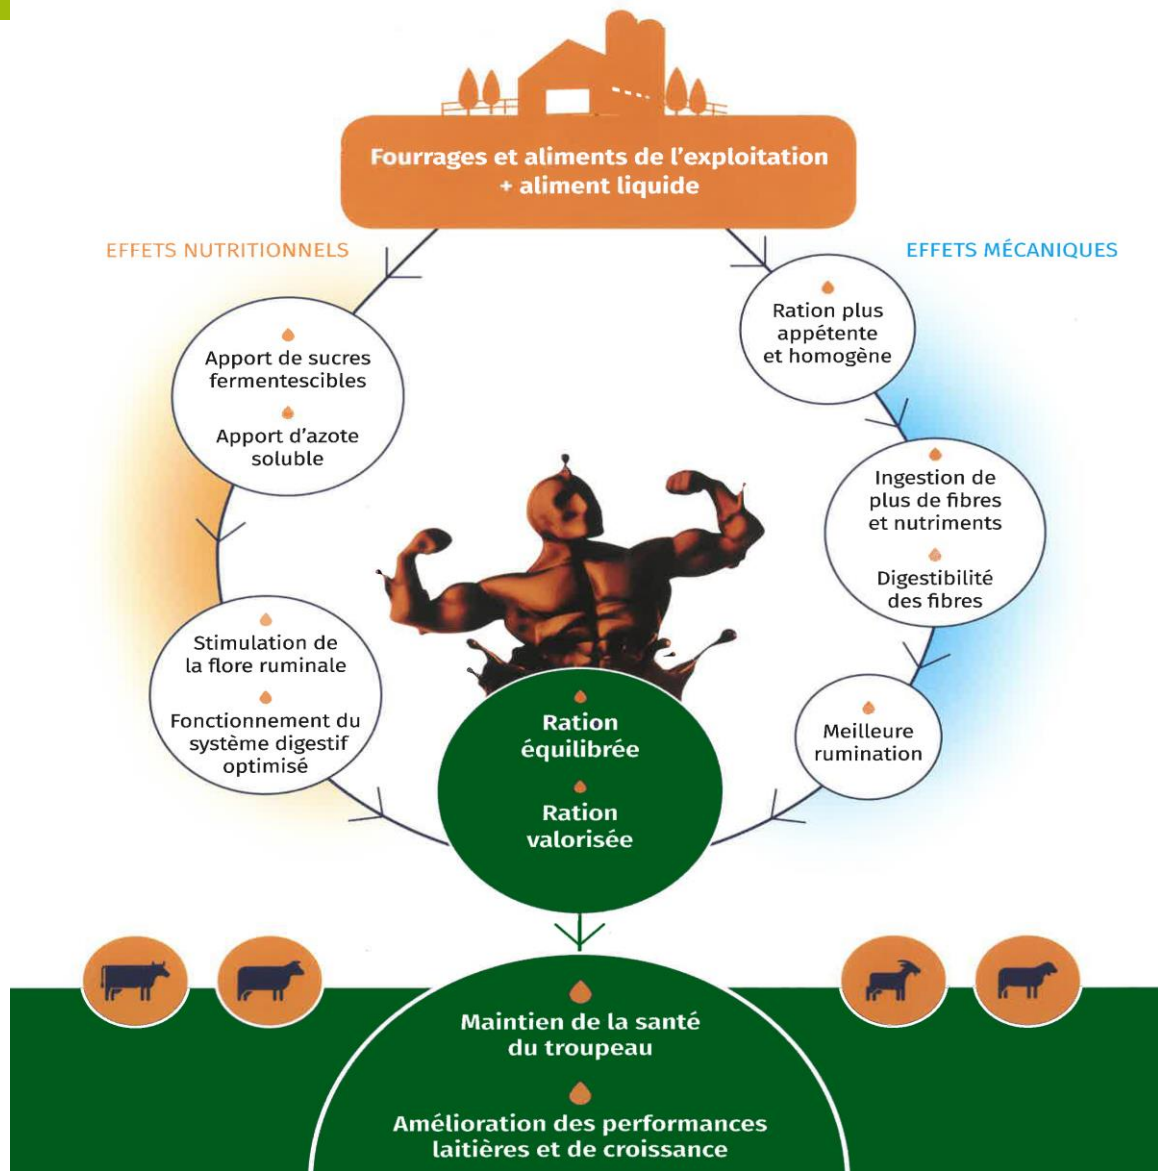 Fourrages et aliments de l'exploitation
+ aliment liquide
EFFETS NUTRITIONNELS
Apport de sucres
fermentescibles
Apport d'azote
soluble
Stimulation de
la flore ruminale
Fonctionnement du
système digestif
optimisé
EFFETS MÉCANIQUES
Ration plus
appétente
et homogène
Ingestion de
plus de fibres
et nutriments
Digestibilité
des fibres
Meilleure
rumination
Ration
équilibrée
Ration
valorisée
Maintien de la santé
du troupeau
Amélioration des performances
laitières et de croissance